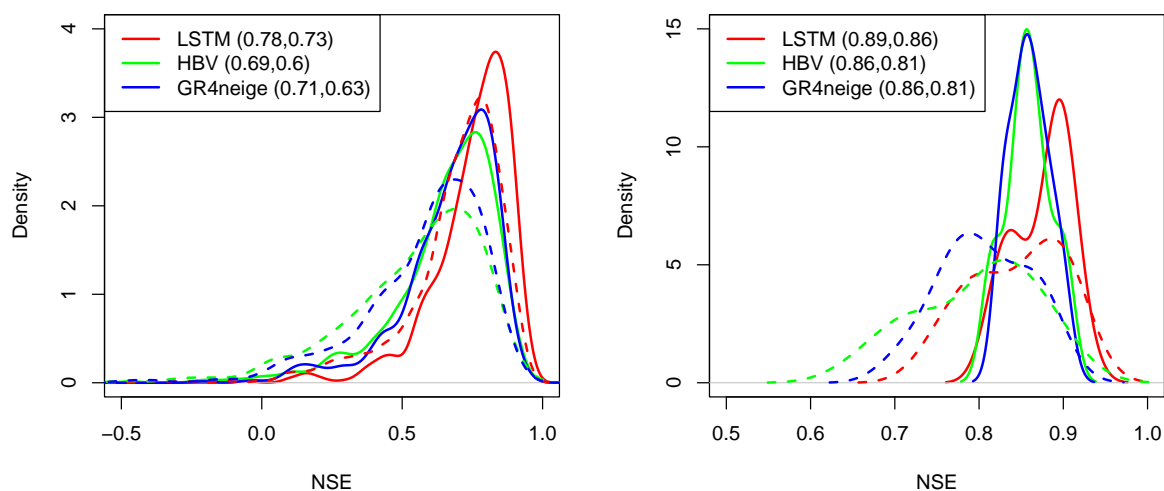 LSTM (0.78,0.73)
HBV (0.69,0.6)
GR4neige (0.71,0.63)
4
3
2
1
0
Density
−0.5 0.0 0.5 1.0
NSE
LSTM (0.89,0.86)
HBV (0.86,0.81)
GR4neige (0.86,0.81)
15
10
5
0
Density
0.5 0.6 0.7 0.8 0.9 1.0
NSE